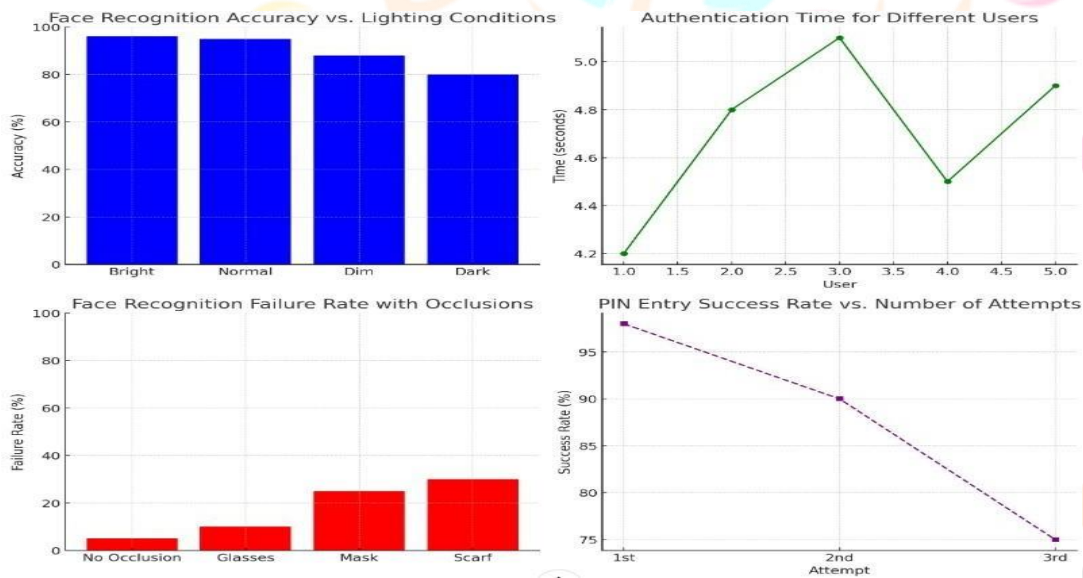 Face Recognition Accuracy vs. Lighting Conditions
100
80
60
40
20
0
Accuracy (%)
Bright Normal Dim Dark
Authentication Time for Different Users
5.0
4.8
4.6
4.4
4.2
Time (seconds)
1.0 1.5 2.0 2.5 3.0 3.5 4.0 4.5 5.0
User
Face Recognition Failure Rate with Occlusions
100
80
60
40
20
0
Failure Rate (%)
No Occlusion Glasses Mask Scarf
PIN Entry Success Rate vs. Number of Attempts
95
90
85
80
75
Success Rate (%)
1st 2nd 3rd
Attempt